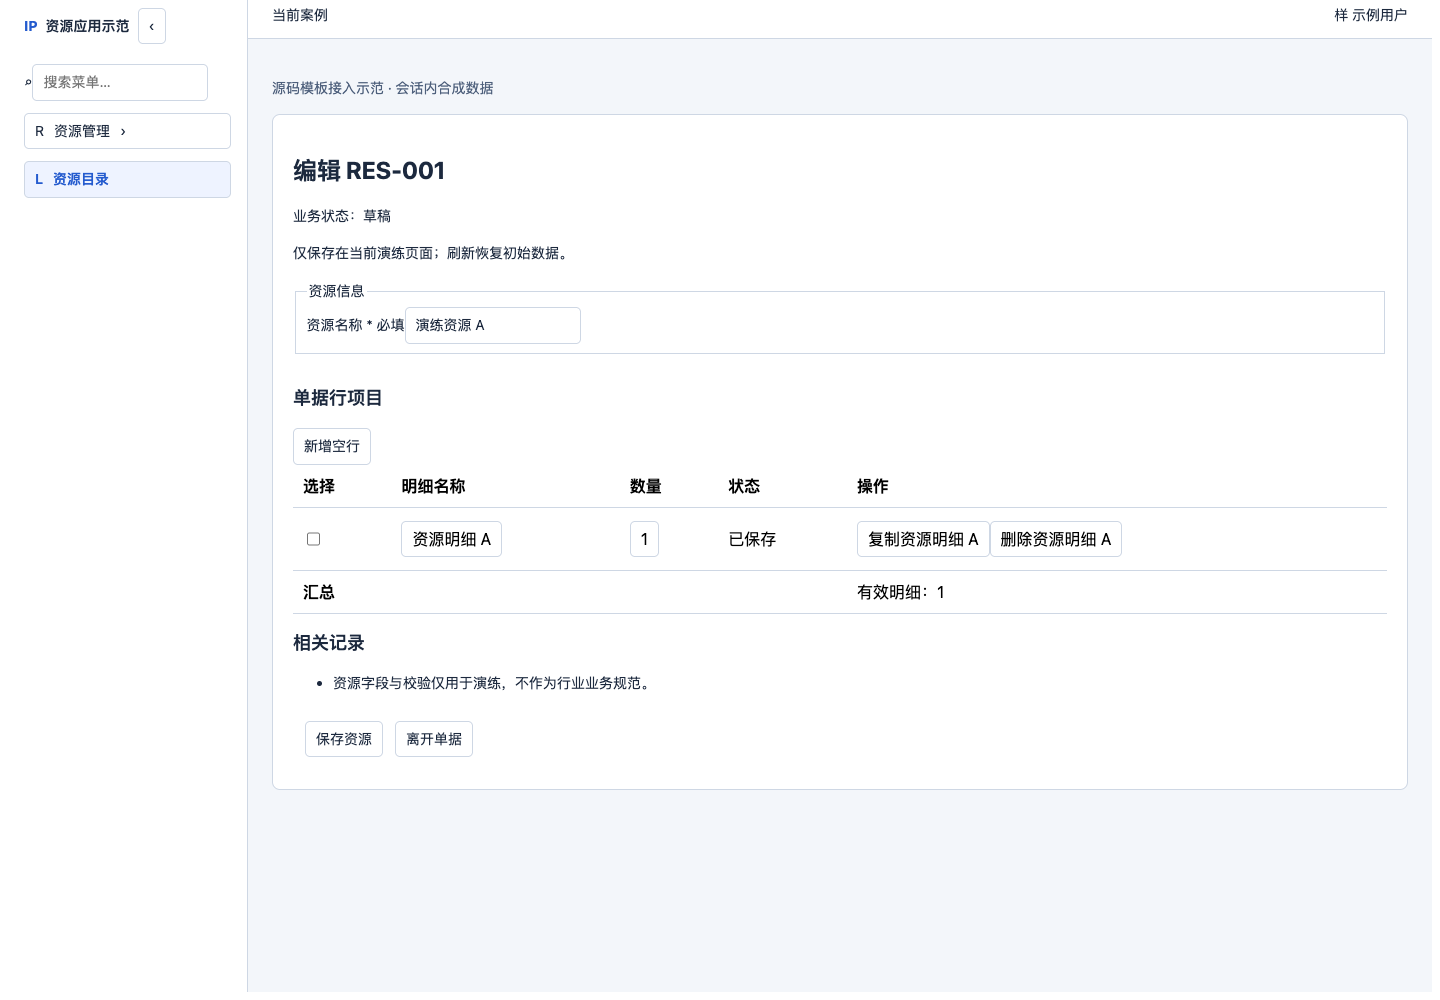 IP 资源应用示范 ‹
当前案例
样 示例用户
⌕ 搜索菜单...
R 资源管理 ›
L 资源目录
源码模板接入示范 · 会话内合成数据
编辑 RES-001
业务状态：草稿
仅保存在当前演练页面；刷新恢复初始数据。
资源信息
资源名称 * 必填 演练资源 A
单据行项目
新增空行
选择 明细名称 数量 状态 操作
资源明细 A 1 已保存 复制资源明细 A 删除资源明细 A
汇总 有效明细：1
相关记录
• 资源字段与校验仅用于演练，不作为行业业务规范。
保存资源 离开单据